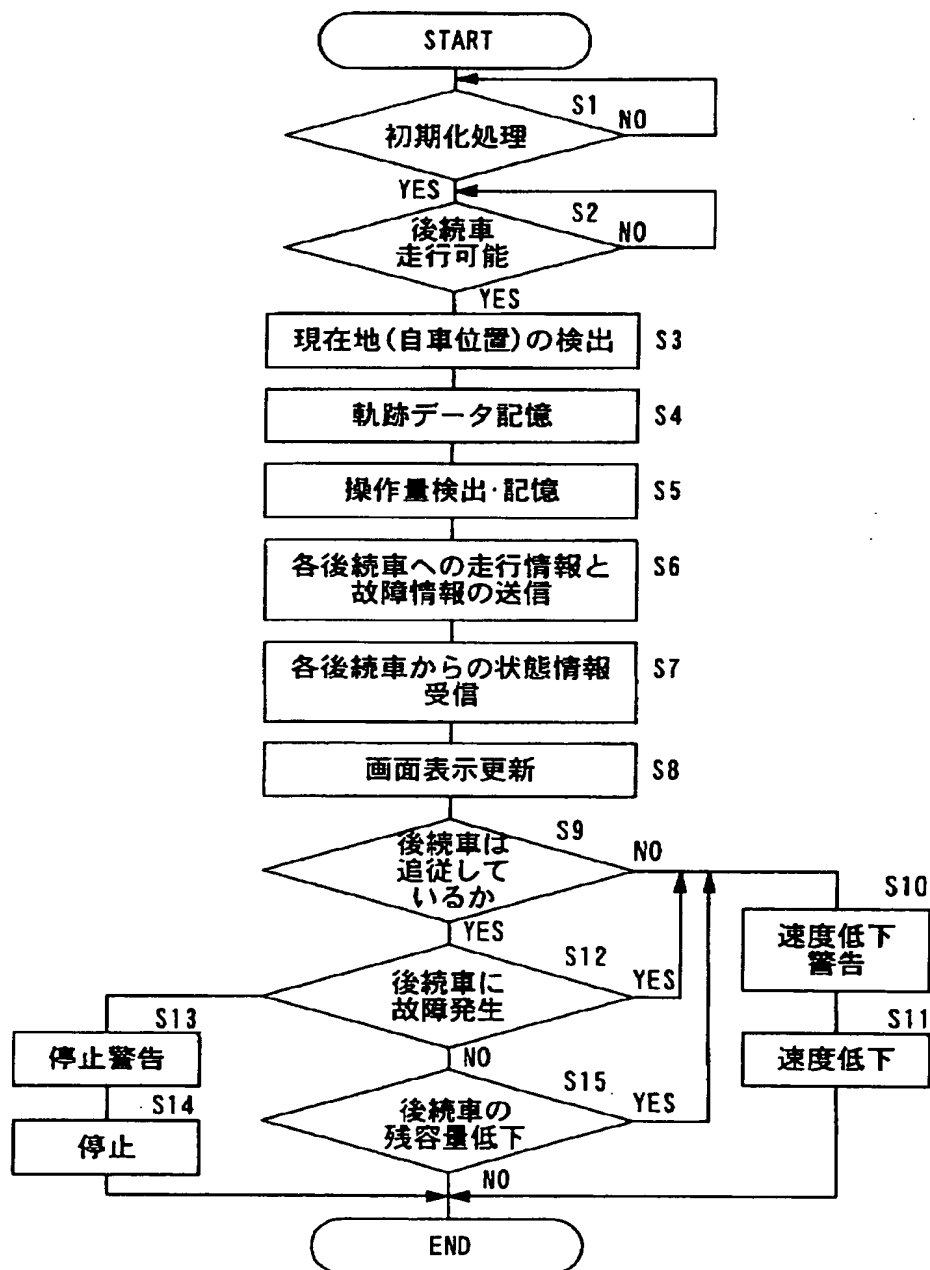 START
S1
NO
初期化処理
YES
S2
NO
後続車
走行可能
YES
現在地(自車位置)の検出
S3
軌跡データ記憶
S4
操作量検出·記憶
S5
各後続車への走行情報と
故障情報の送信
S6
各後続車からの状態情報
受信
S7
画面表示更新
S8
S9
後続車は
追従して
いるか
NO
YES
S10
速度低下
警告
S12
後続車に
故障発生
YES
NO
S11
速度低下
S13
停止警告
S14
停止
S15
後続車の
残容量低下
YES
NO
END